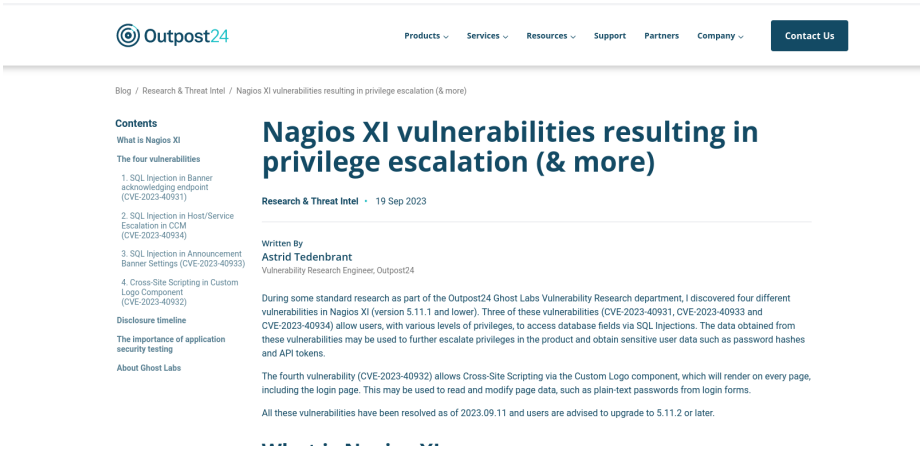 Outpost24
Products
Services
Resources
Support
Partners
Company
Contact Us
Blog / Research & Threat Intel / Nagios XI vulnerabilities resulting in privilege escalation (& more)
Contents
What is Nagios XI
The four vulnerabilities
1. SQL Injection in Banner
acknowledging endpoint
(CVE-2023-40931)
2. SQL Injection in Host/Service
Escalation in CCM
(CVE-2023-40934)
3. SQL Injection in Announcement
Banner Settings (CVE-2023-40933)
4. Cross-Site Scripting in Custom
Logo Component
(CVE-2023-40932)
Disclosure timeline
The importance of application
security testing
About Ghost Labs
Nagios XI vulnerabilities resulting in
privilege escalation (& more)
Research & Threat Intel • 19 Sep 2023
Written By
Astrid Tedenbrant
Vulnerability Research Engineer, Outpost24
During some standard research as part of the Outpost24 Ghost Labs Vulnerability Research department, I discovered four different
vulnerabilities in Nagios XI (version 5.11.1 and lower). Three of these vulnerabilities (CVE-2023-40931, CVE-2023-40933 and
CVE-2023-40934) allow users, with various levels of privileges, to access database fields via SQL Injections. The data obtained from
these vulnerabilities may be used to further escalate privileges in the product and obtain sensitive user data such as password hashes
and API tokens.
The fourth vulnerability (CVE-2023-40932) allows Cross-Site Scripting via the Custom Logo component, which will render on every page,
including the login page. This may be used to read and modify page data, such as plain-text passwords from login forms.
All these vulnerabilities have been resolved as of 2023.09.11 and users are advised to upgrade to 5.11.2 or later.
What is Nagios XI